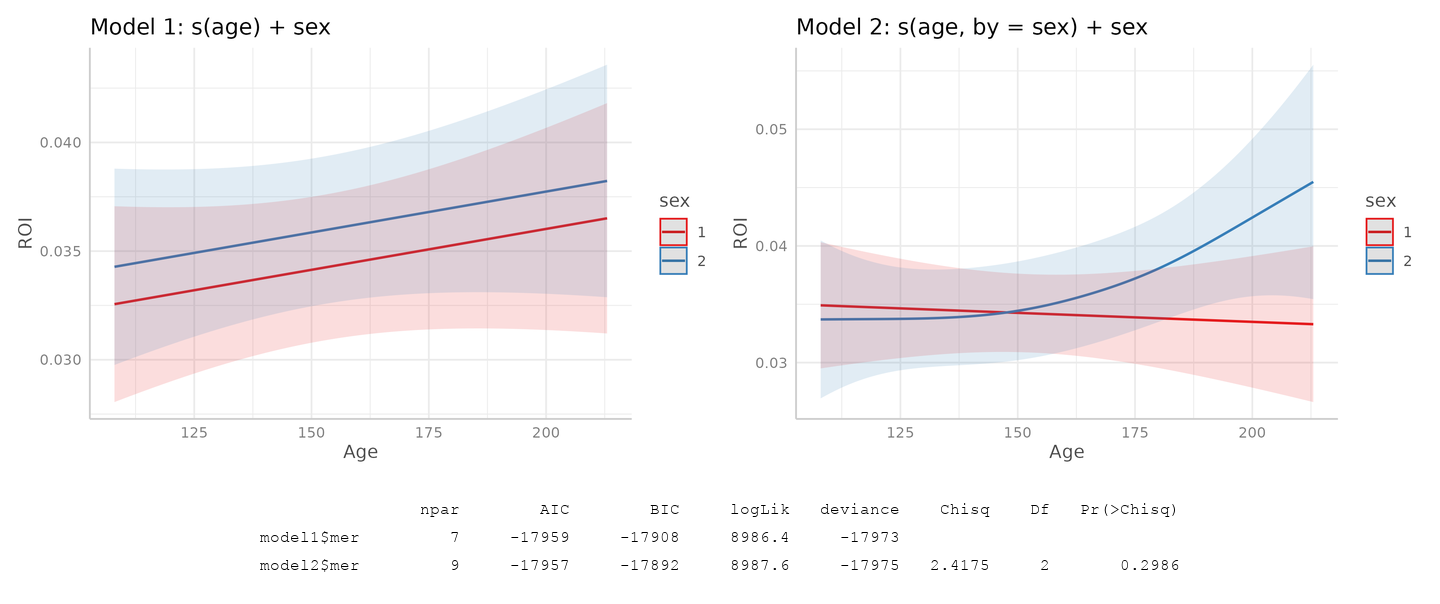 Model 1: s(age) + sex
0.040
0.035
0.030
ROI
125 150 175 200
Age
sex
1
2
Model 2: s(age, by = sex) + sex
0.05
0.04
0.03
ROI
125 150 175 200
Age
sex
1
2
npar AIC BIC logLik deviance Chisq Df Pr(>Chisq)
model1$mer 7 -17959 -17908 8986.4 -17973
model2$mer 9 -17957 -17892 8987.6 -17975 2.4175 2 0.2986